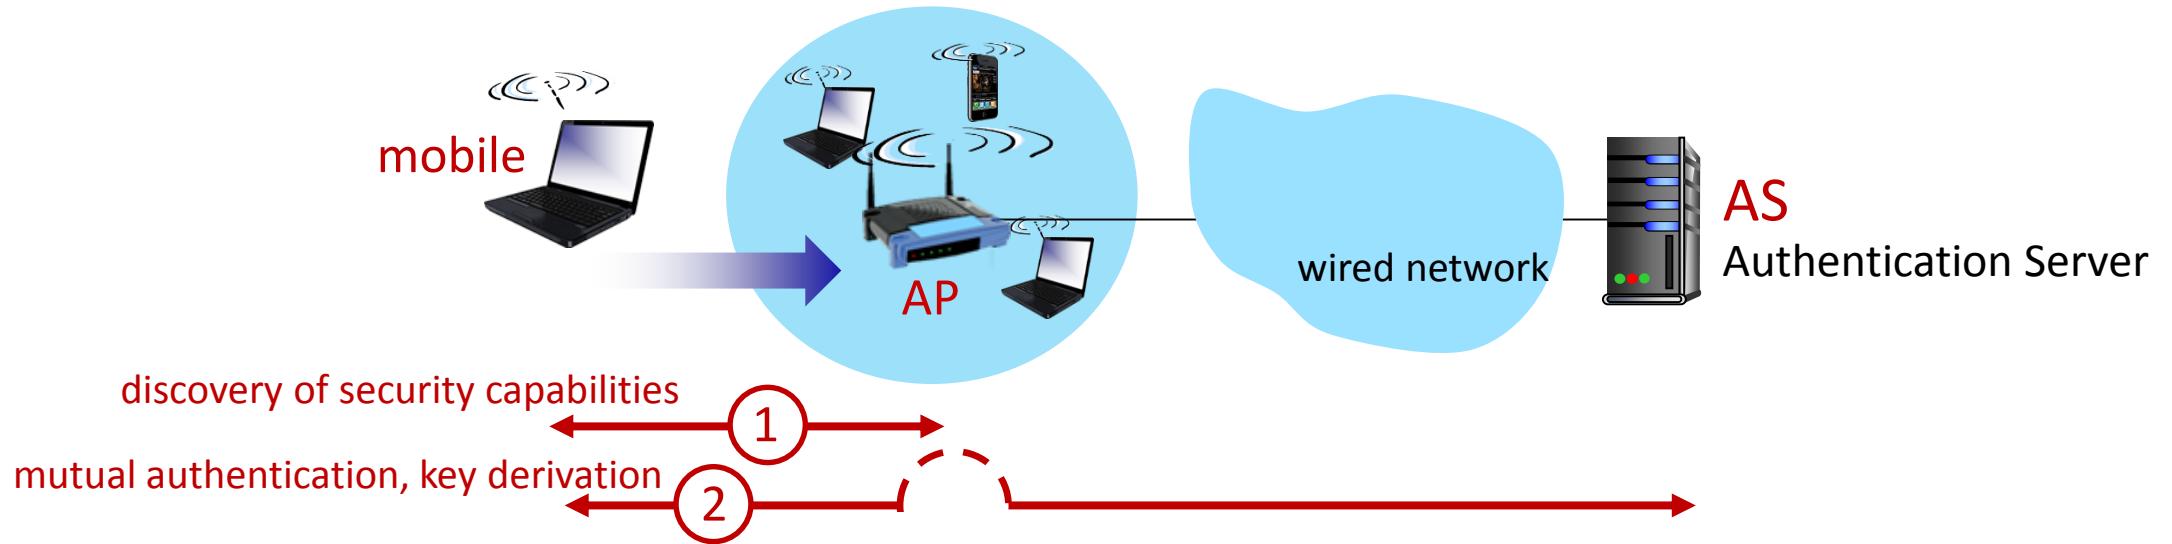 mobile
AP
wired network
AS
Authentication Server
discovery of security capabilities
1
mutual authentication, key derivation
2